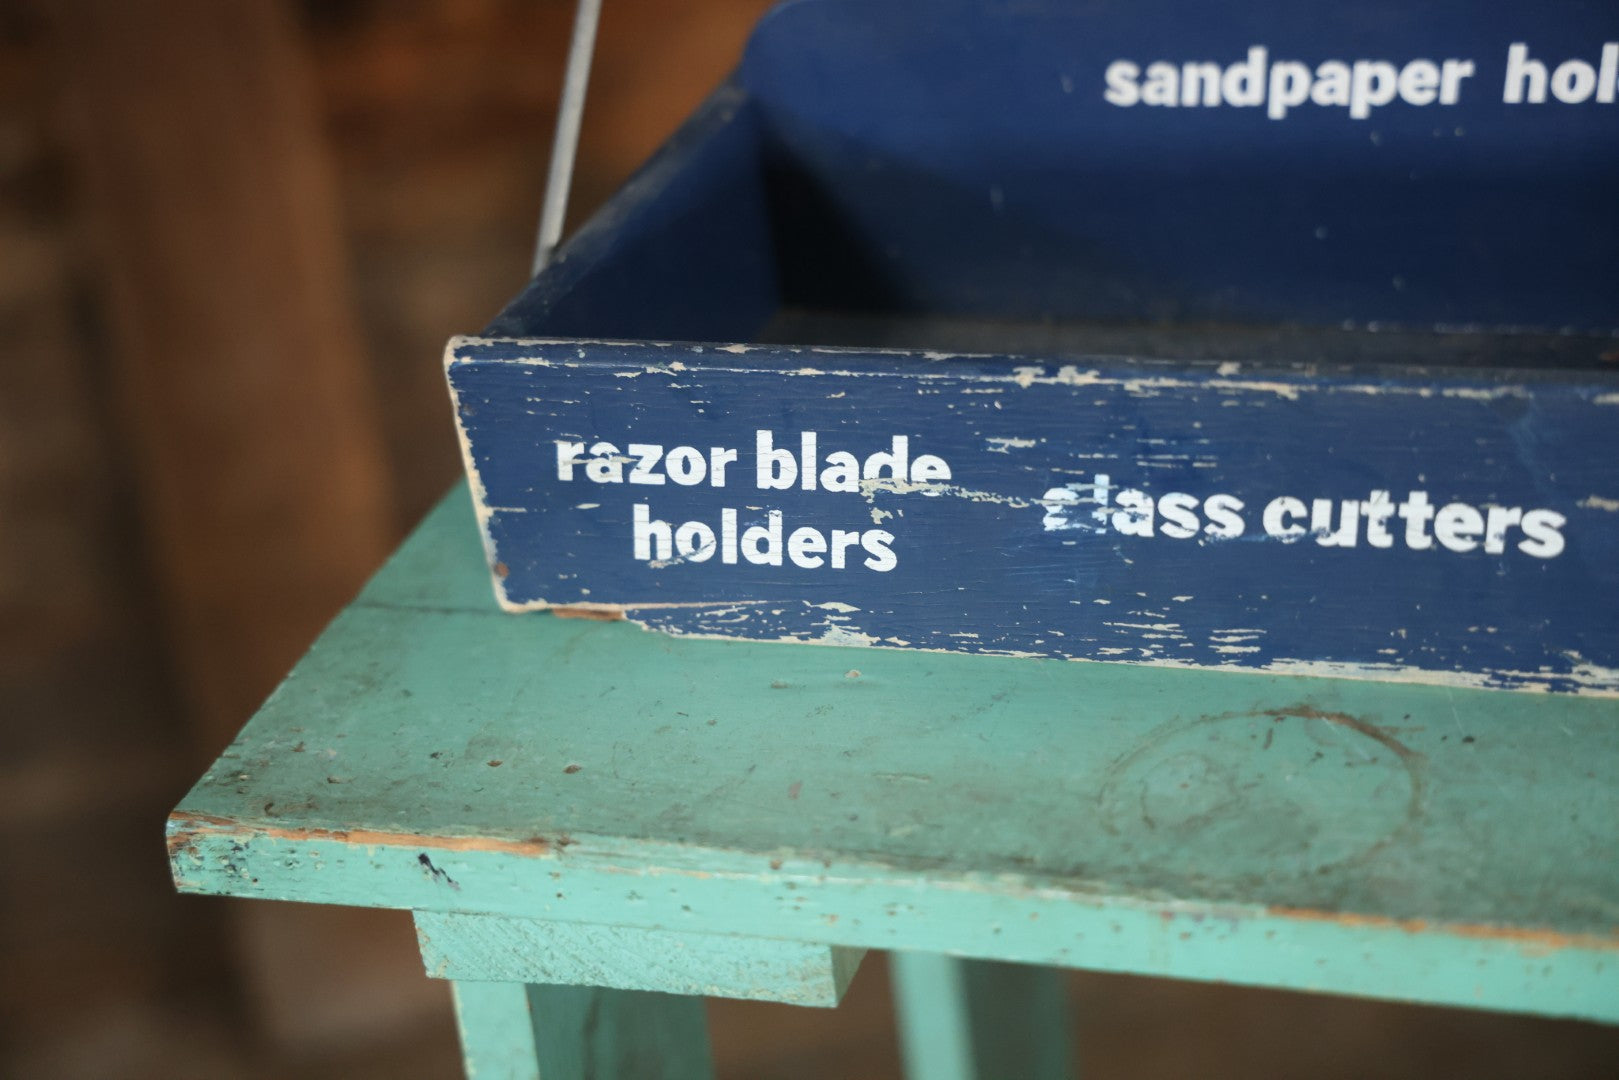 sandpaper hol
razor blade
holders
glass cutters